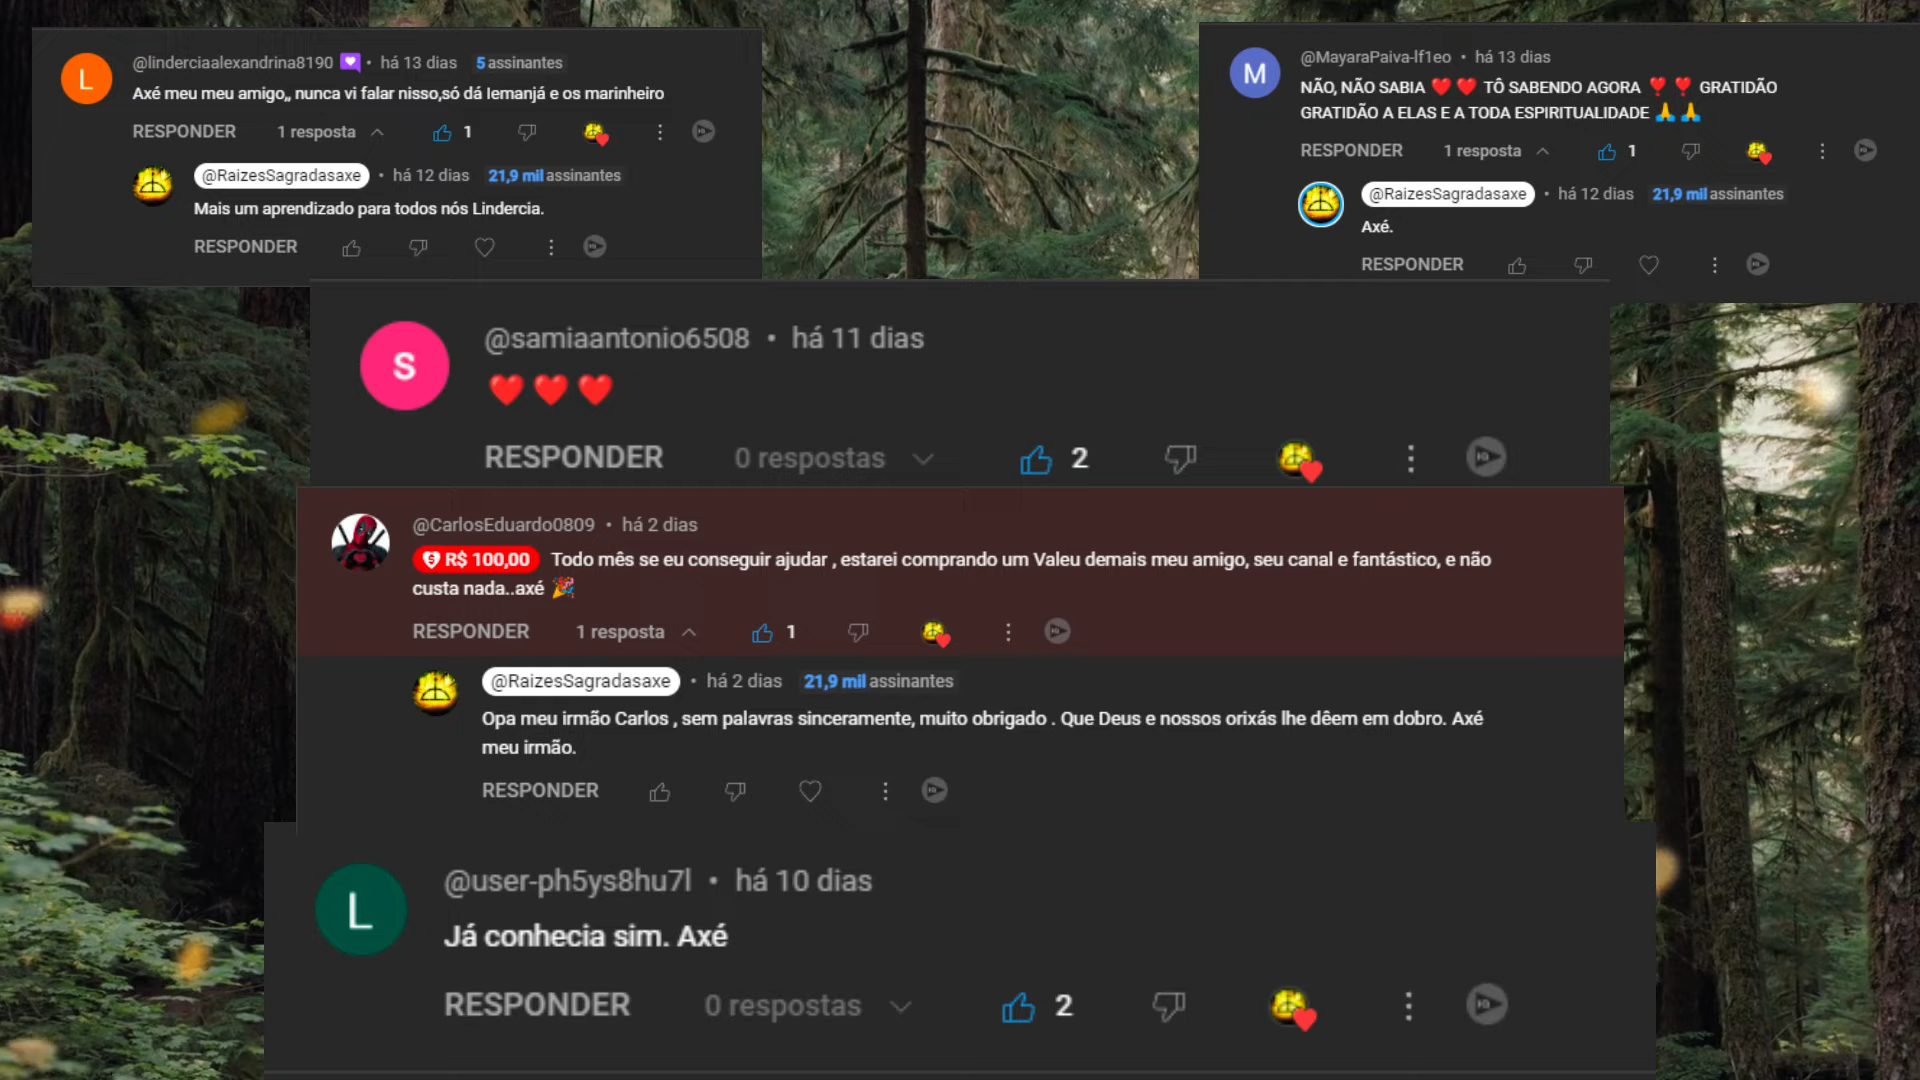 L
@linderciaalexandrina8190 • há 13 dias 5 assinantes
Axé meu meu amigo,, nunca vi falar nisso,só dá Iemanjá e os marinheiro
RESPONDER 1 resposta 1
@RaizesSagradasaxe • há 12 dias 21,9 mil assinantes
Mais um aprendizado para todos nós Lindercia.
RESPONDER
M
@MayaraPaiva-lf1eo • há 13 dias
NÃO, NÃO SABIA ❤️ ❤️ TÔ SABENDO AGORA ❣️ ❣️ GRATIDÃO
GRATIDÃO A ELAS E A TODA ESPIRITUALIDADE 🙏 🙏
RESPONDER 1 resposta 1
@RaizesSagradasaxe • há 12 dias 21,9 mil assinantes
Axé.
RESPONDER
S
@samiaantonio6508 • há 11 dias
❤️ ❤️ ❤️
RESPONDER 0 respostas 2
@CarlosEduardo0809 • há 2 dias
R$ 100,00 Todo mês se eu conseguir ajudar , estarei comprando um Valeu demais meu amigo, seu canal e fantástico, e não
custa nada..axé 🎉
RESPONDER 1 resposta 1
@RaizesSagradasaxe • há 2 dias 21,9 mil assinantes
Opa meu irmão Carlos , sem palavras sinceramente, muito obrigado . Que Deus e nossos orixás lhe dêem em dobro. Axé
meu irmão.
RESPONDER
L
@user-ph5ys8hu7l • há 10 dias
Já conhecia sim. Axé
RESPONDER 0 respostas 2